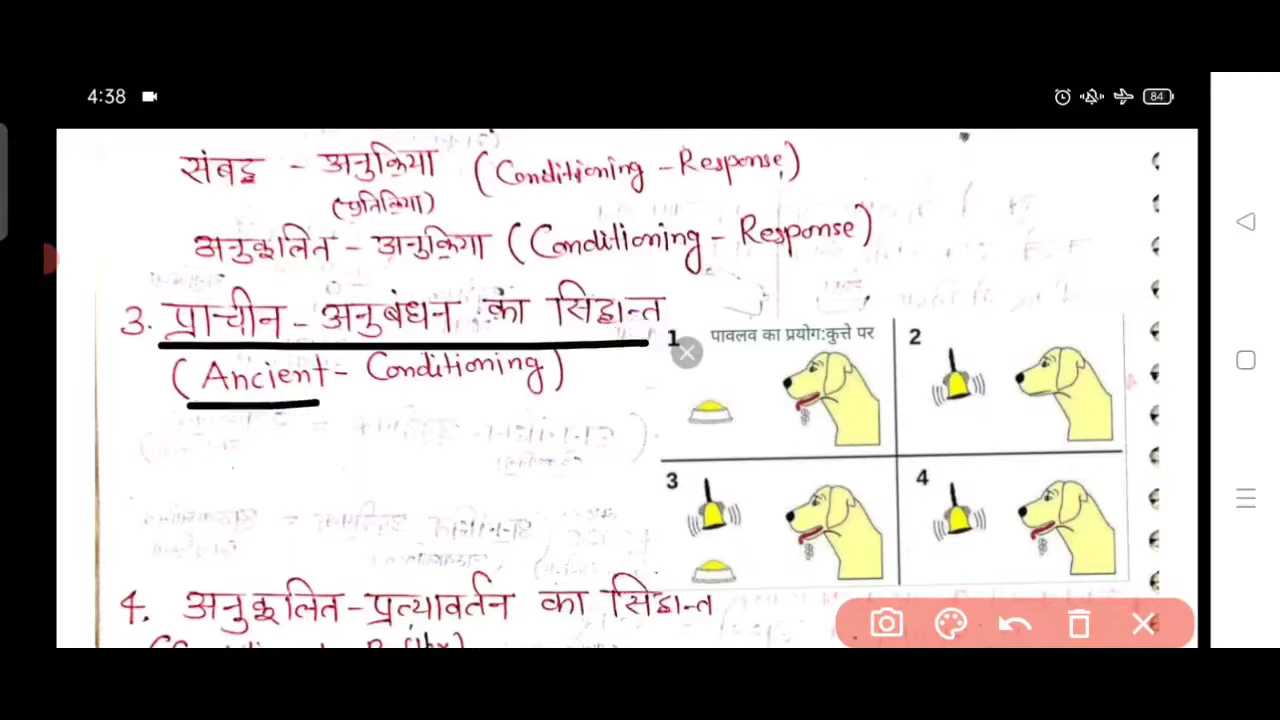 4:38
84
संबद्ध - अनुक्रिया (Conditioning - Response)
(प्रतिक्रिया)
अनुकूलित - अनुक्रिया (Conditioning - Response)
3. प्राचीन - अनुबंधन का सिद्धान्त
(Ancient - Conditioning)
1 पावलव का प्रयोग:कुत्ते पर
2
3
4
4. अनुकूलित - प्रत्यावर्तन का सिद्धान्त